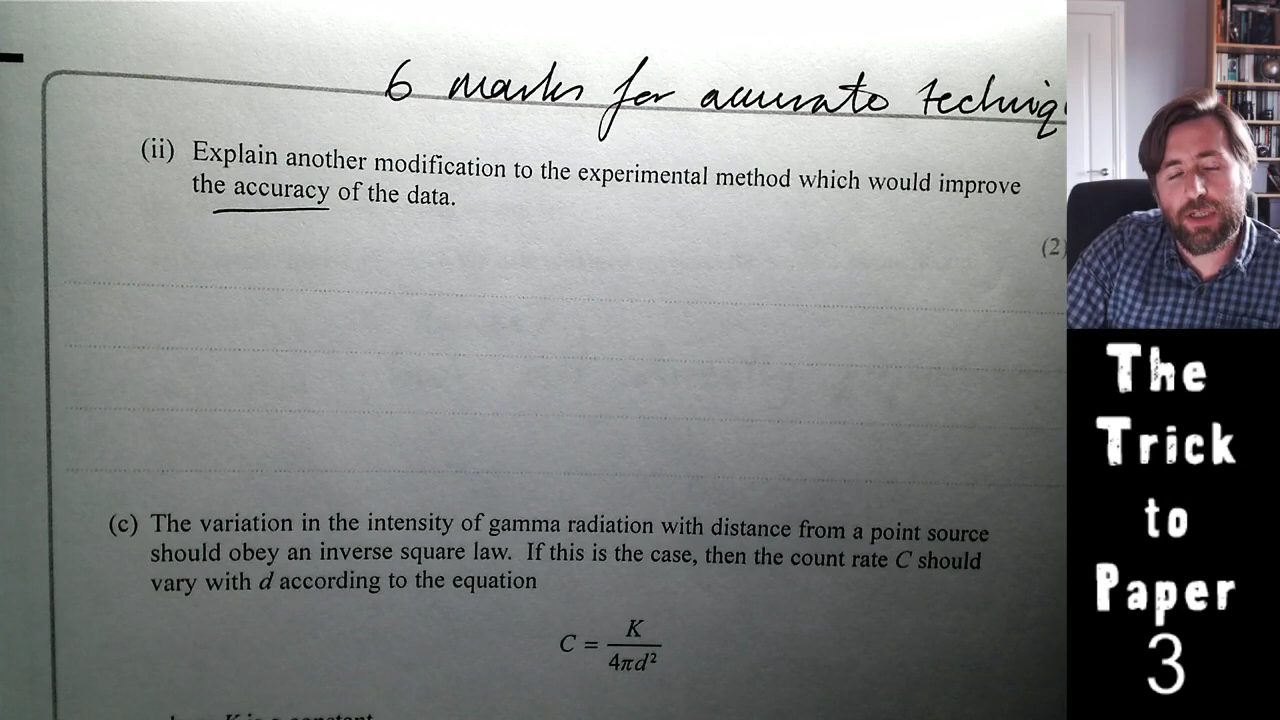 6 marks for accurate
(ii) Explain another modification to the experimental method which would improve
the accuracy of the data.
(2)
(c) The variation in the intensity of gamma radiation with distance from a point source
should obey an inverse square law. If this is the case, then the count rate C should
vary with d according to the equation
C = K / 4πd²
K is a constant
The
Trick
to
Paper
3